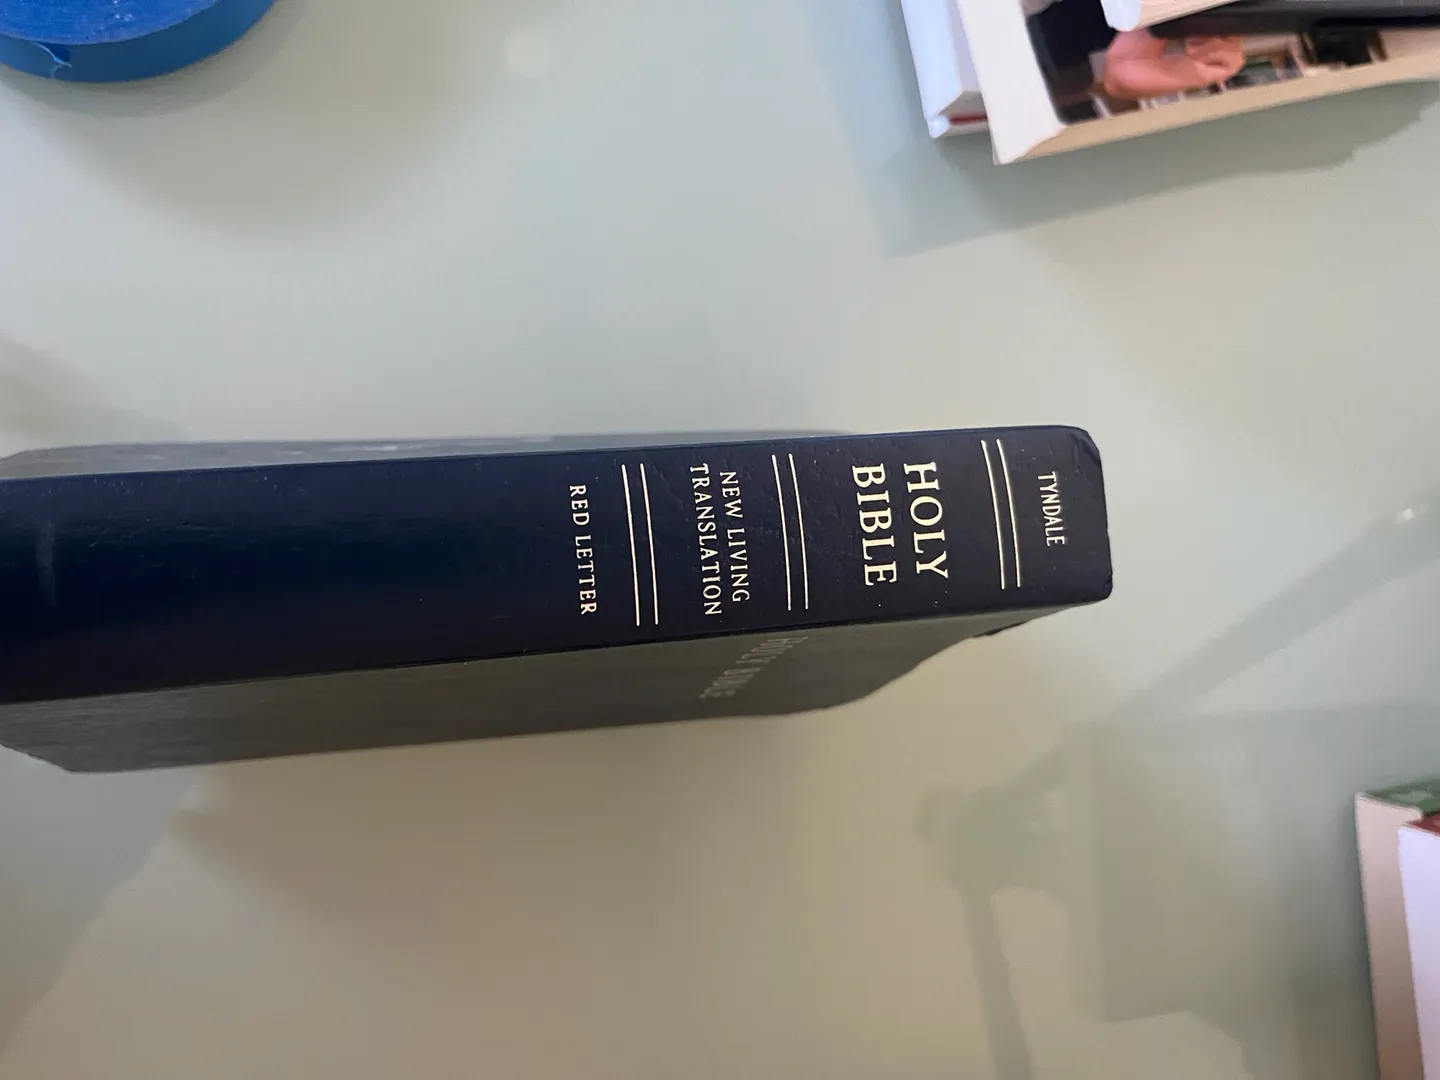 TYNDALE
HOLY
BIBLE
NEW LIVING
TRANSLATION
RED LETTER
HOLY BIBLE